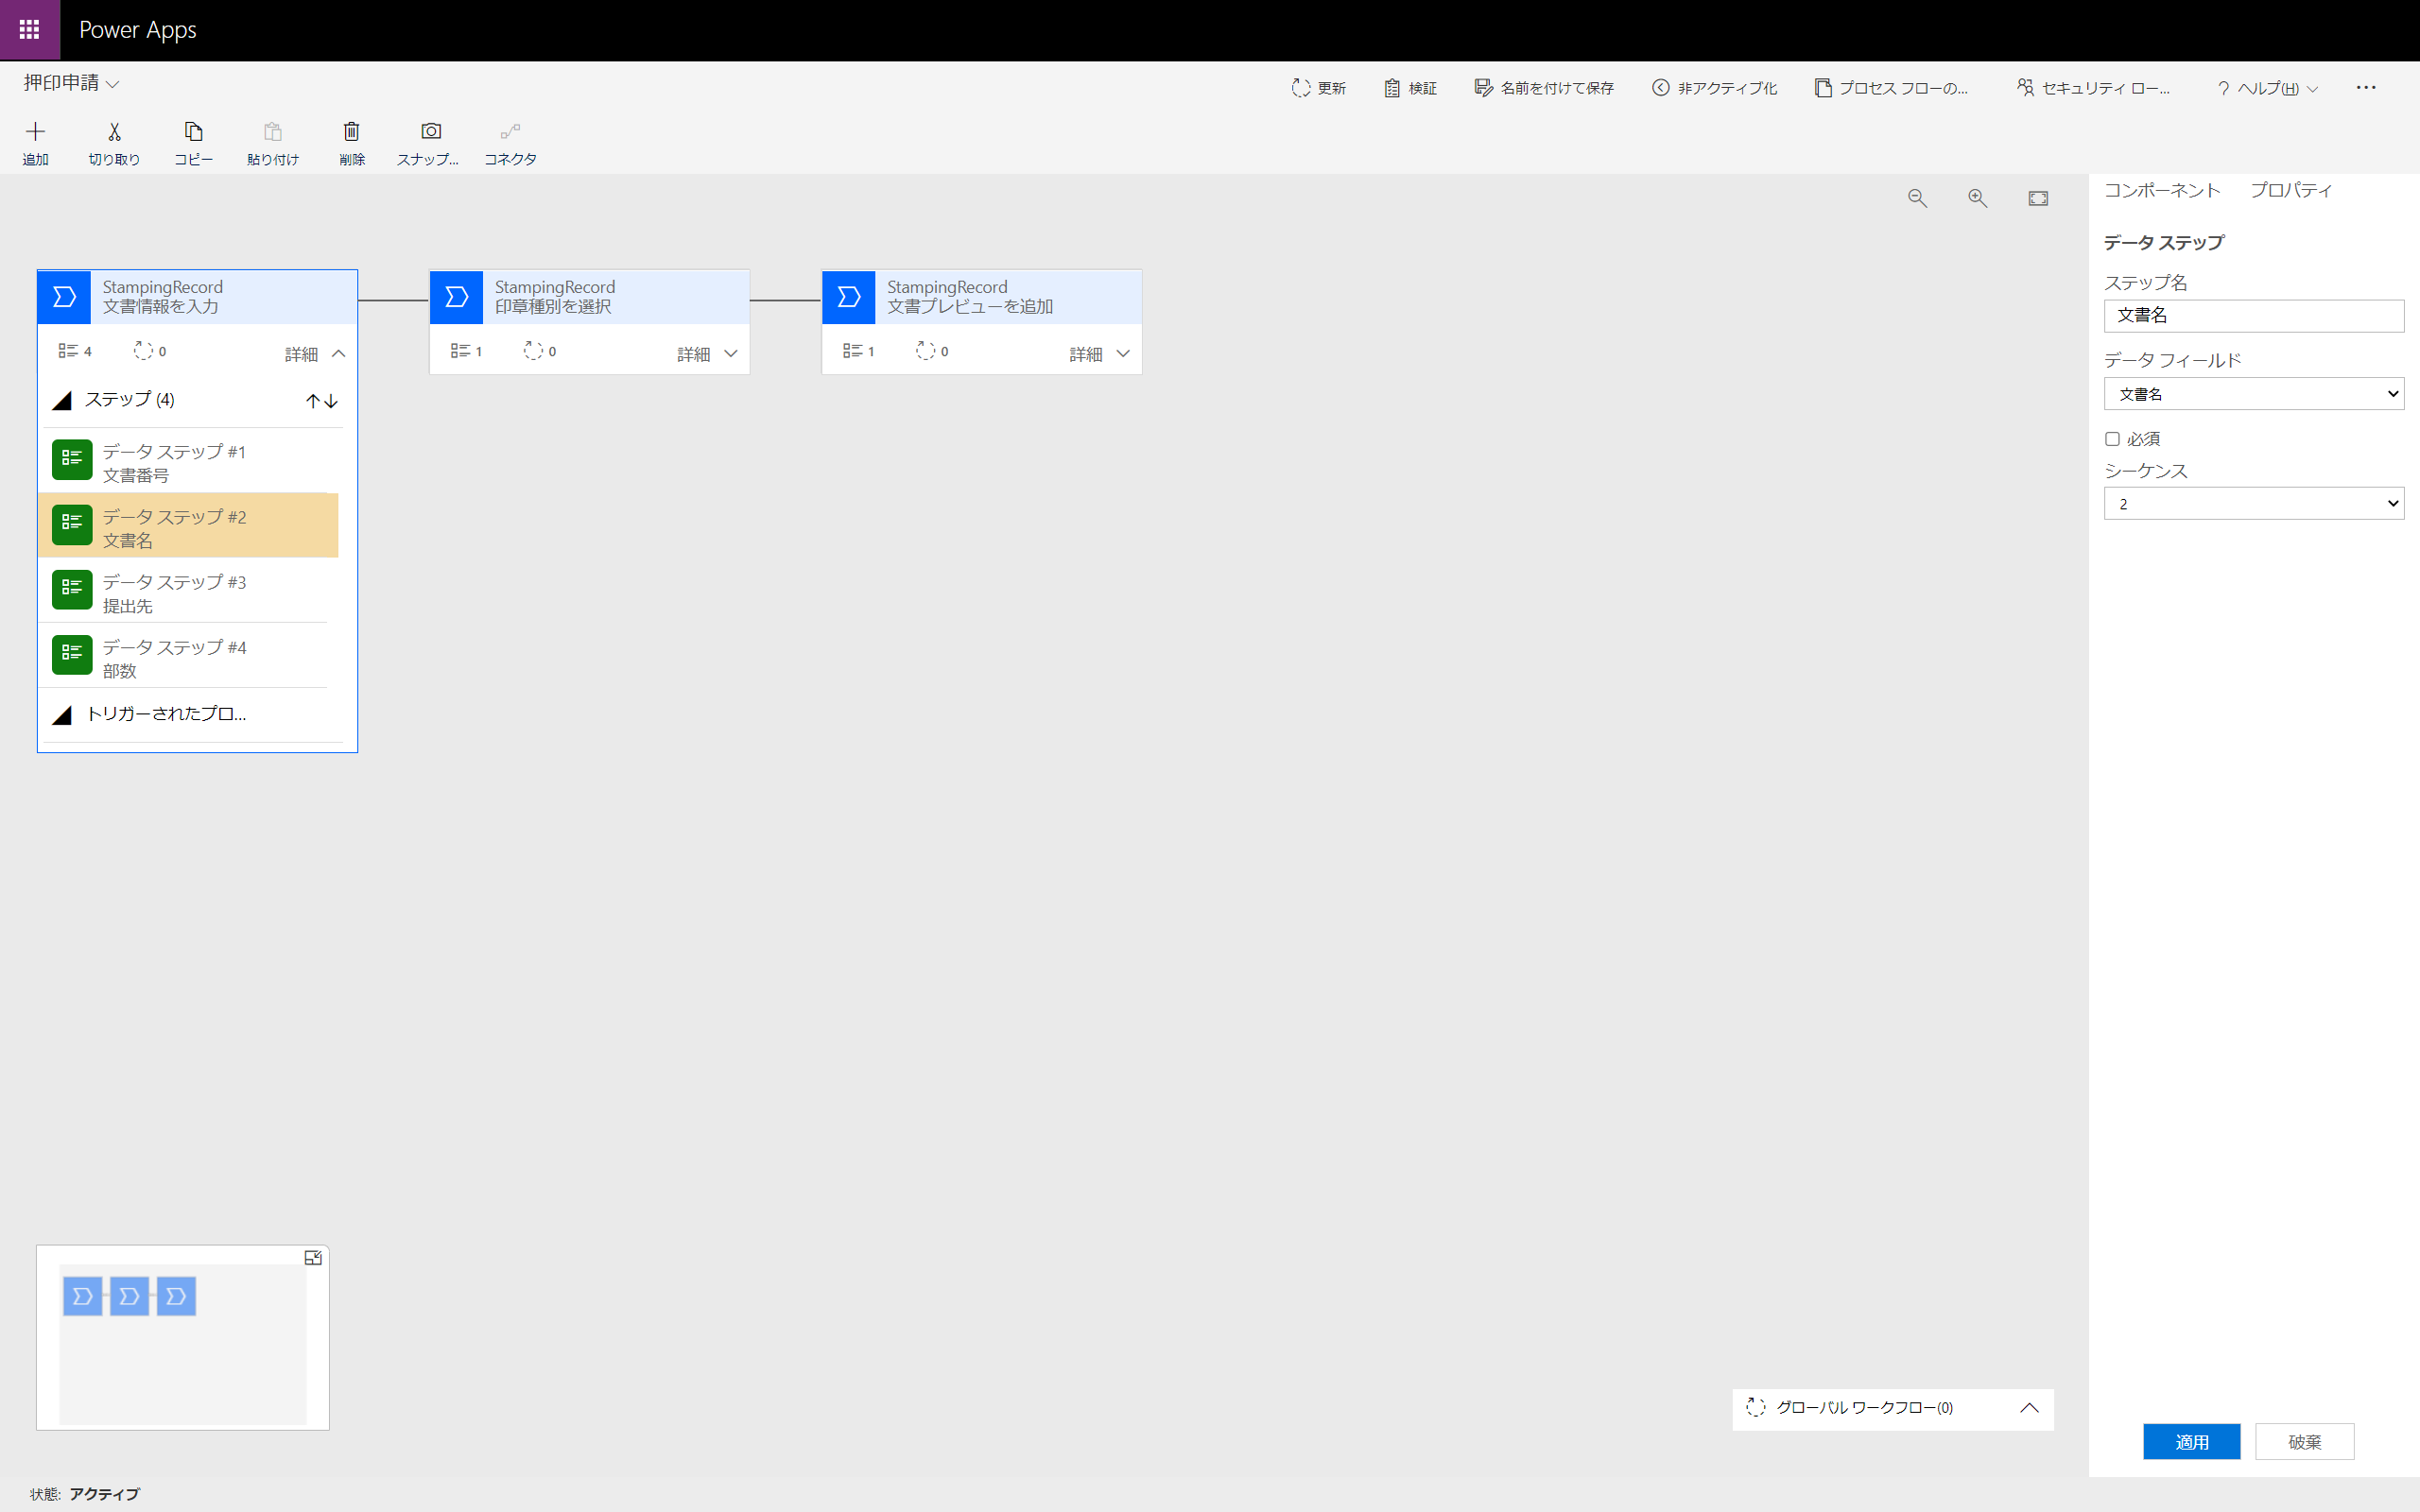 Power Apps
押印申請
更新
検証
名前を付けて保存
非アクティブ化
プロセス フローの...
セキュリティ ロー...
? ヘルプ(H)
...
追加
切り取り
コピー
貼り付け
削除
スナップ...
コネクタ
コンポーネント
プロパティ
StampingRecord
文書情報を入力
4
0
詳細
ステップ (4)
データ ステップ #1
文書番号
データ ステップ #2
文書名
データ ステップ #3
提出先
データ ステップ #4
部数
トリガーされたプロ...
StampingRecord
印章種別を選択
1
0
詳細
StampingRecord
文書プレビューを追加
1
0
詳細
データ ステップ
ステップ名
文書名
データ フィールド
文書名
必須
シーケンス
2
グローバル ワークフロー(0)
適用
破棄
状態: アクティブ